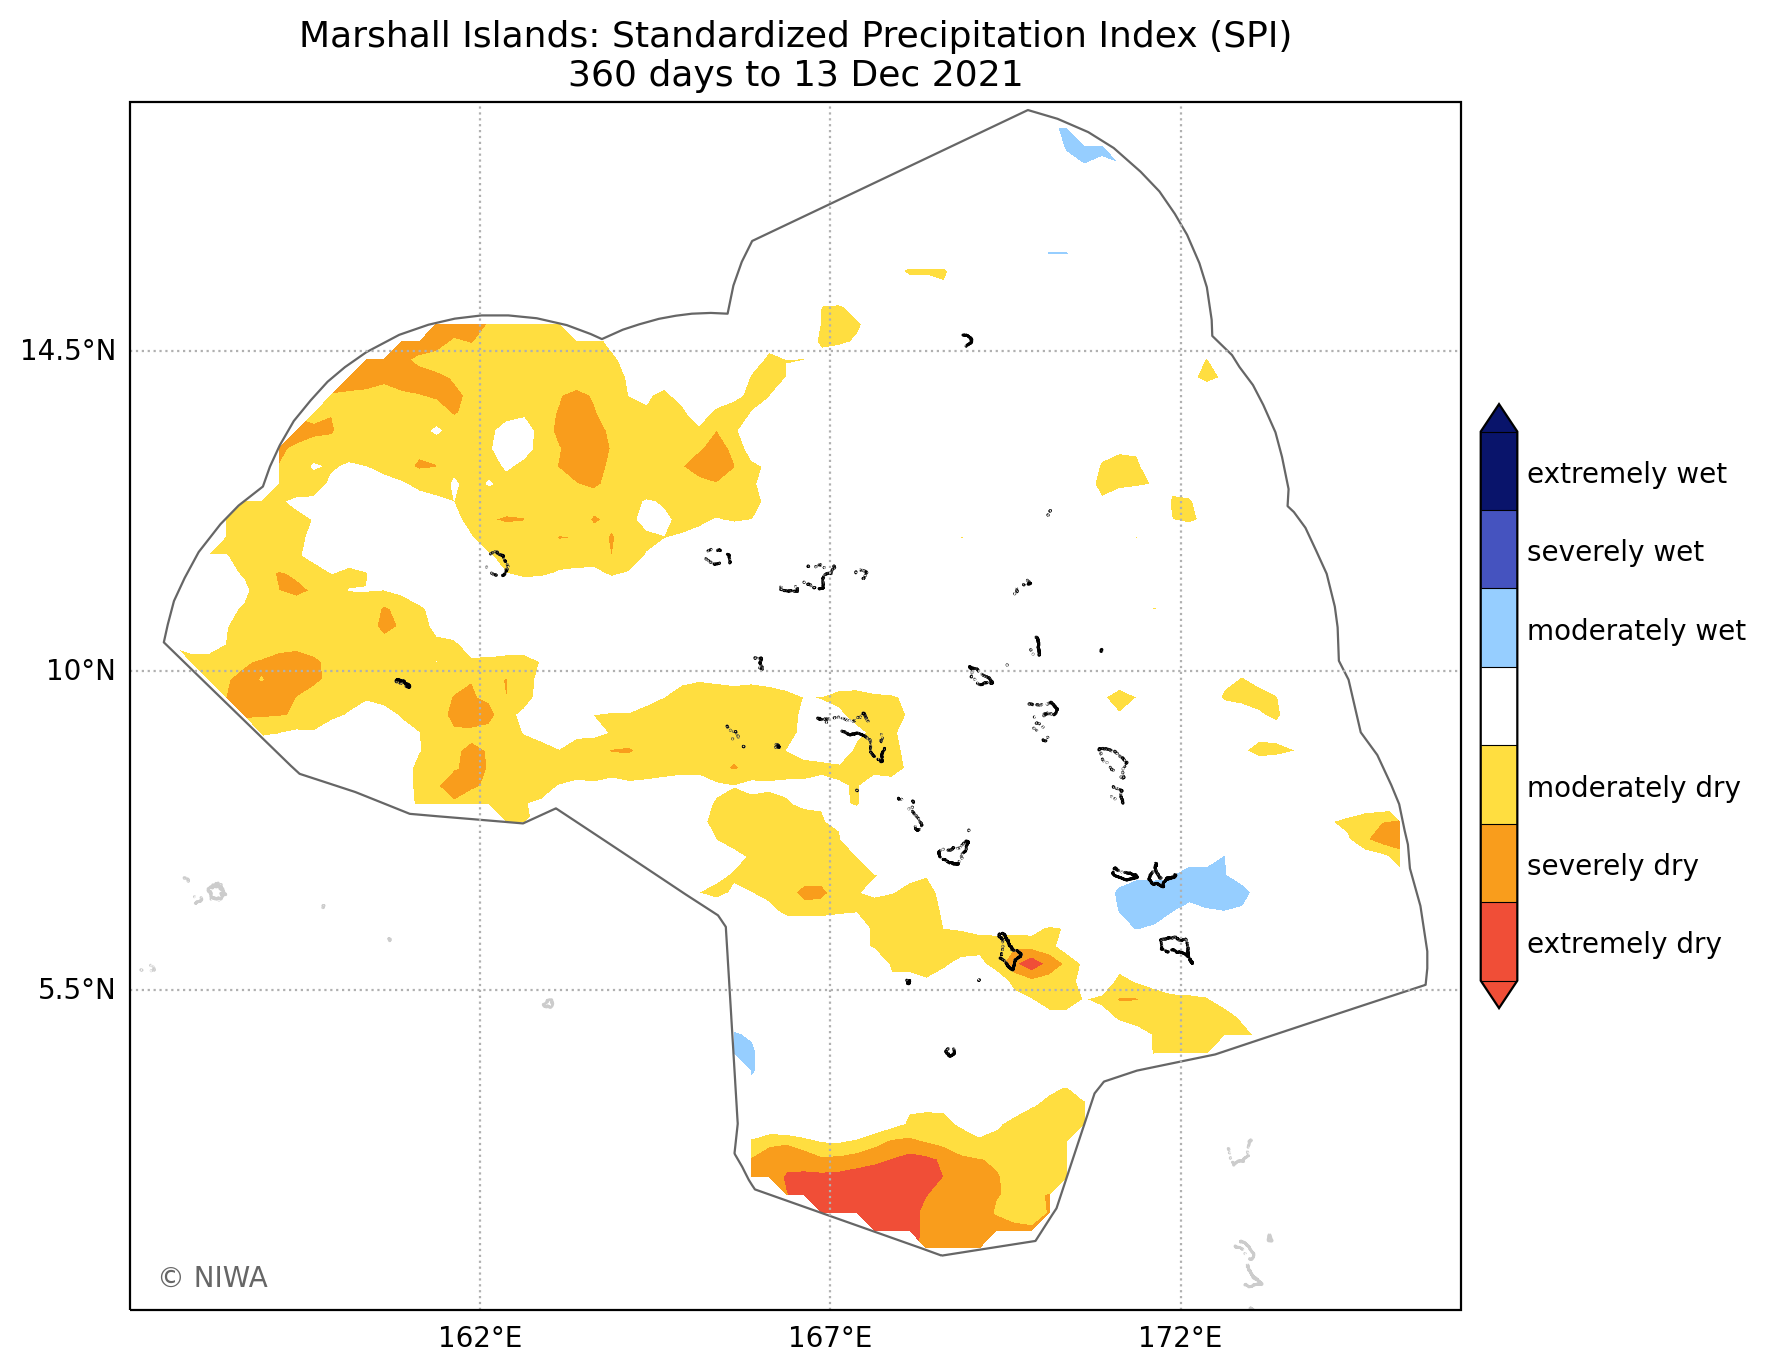 Marshall Islands: Standardized Precipitation Index (SPI)
360 days to 13 Dec 2021
14.5°N
10°N
5.5°N
162°E
167°E
172°E
extremely wet
severely wet
moderately wet
moderately dry
severely dry
extremely dry
© NIWA